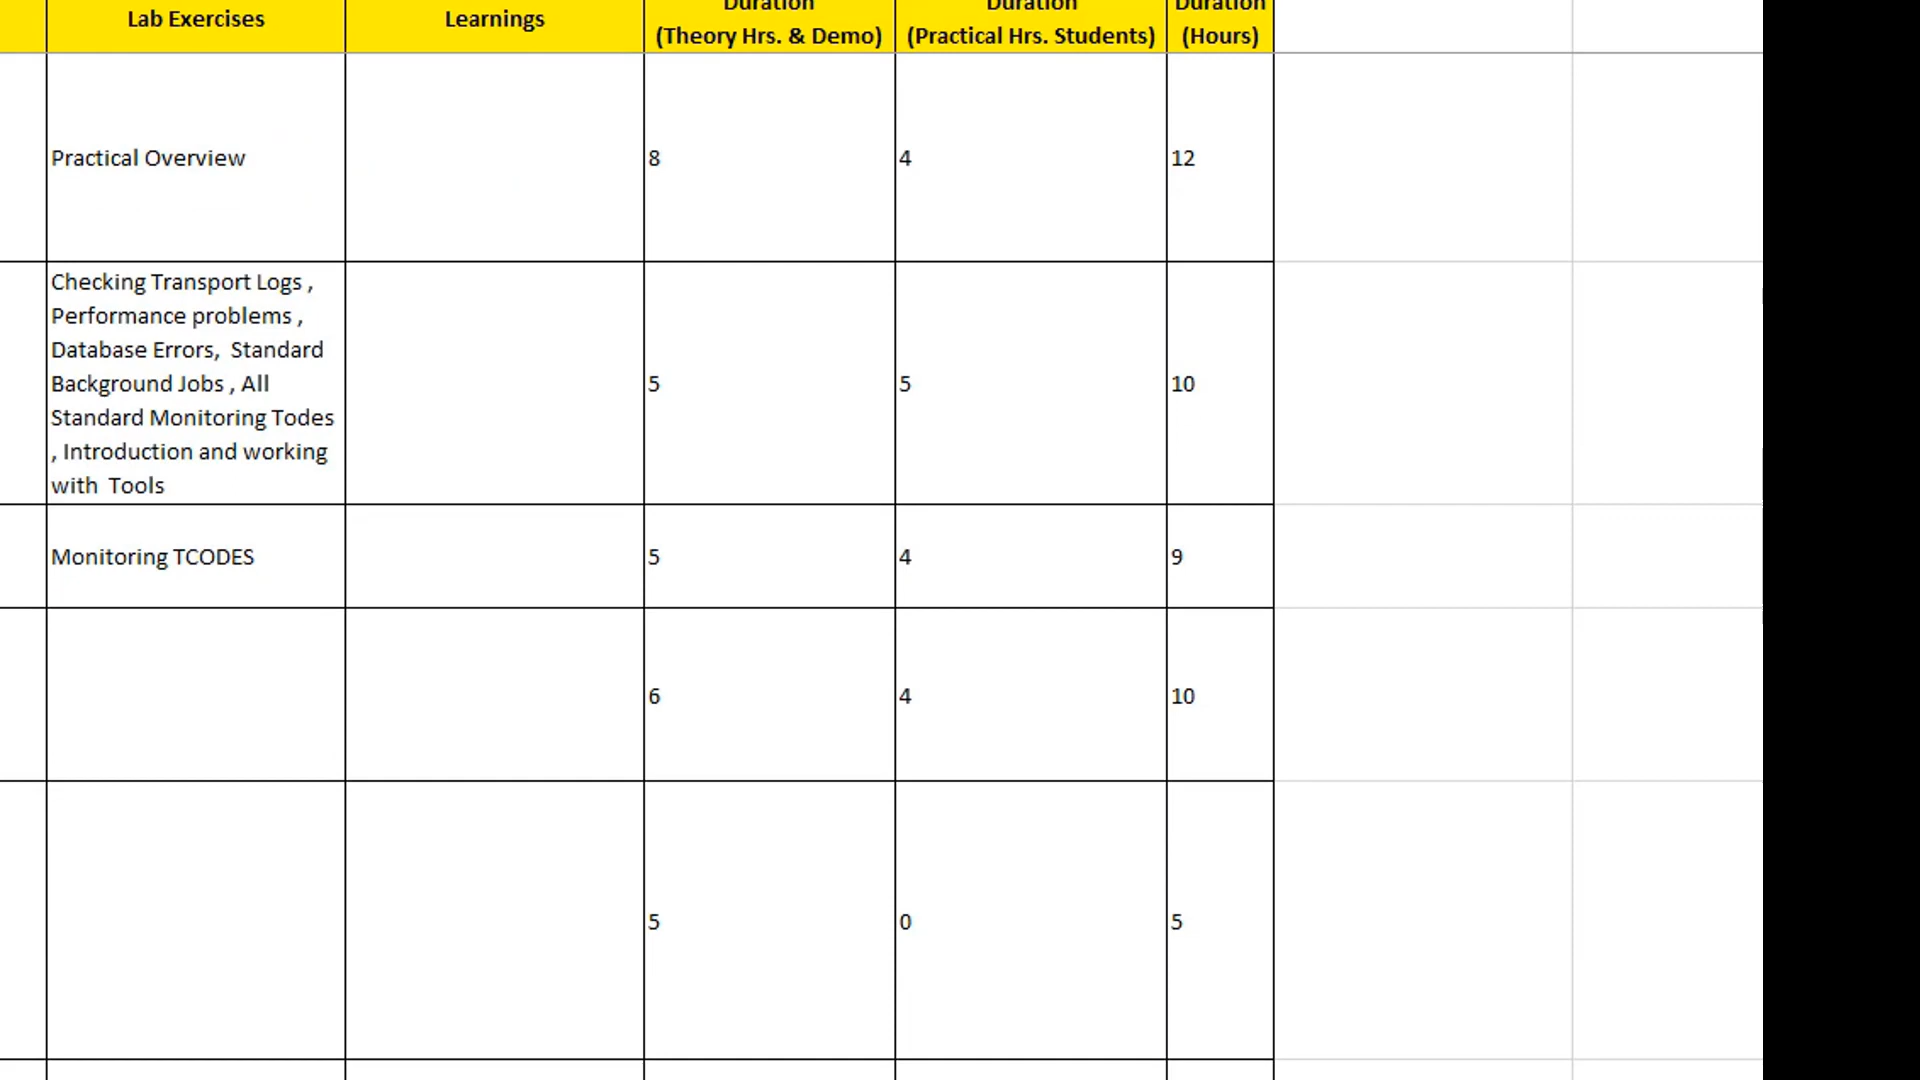 Lab Exercises
Learnings
Duration
(Theory Hrs. & Demo)
Duration
(Practical Hrs. Students)
Duration
(Hours)
Practical Overview
8
4
12
Checking Transport Logs ,
Performance problems ,
Database Errors,  Standard
Background Jobs , All
Standard Monitoring Todes
, Introduction and working
with  Tools
5
5
10
Monitoring TCODES
5
4
9
6
4
10
5
0
5